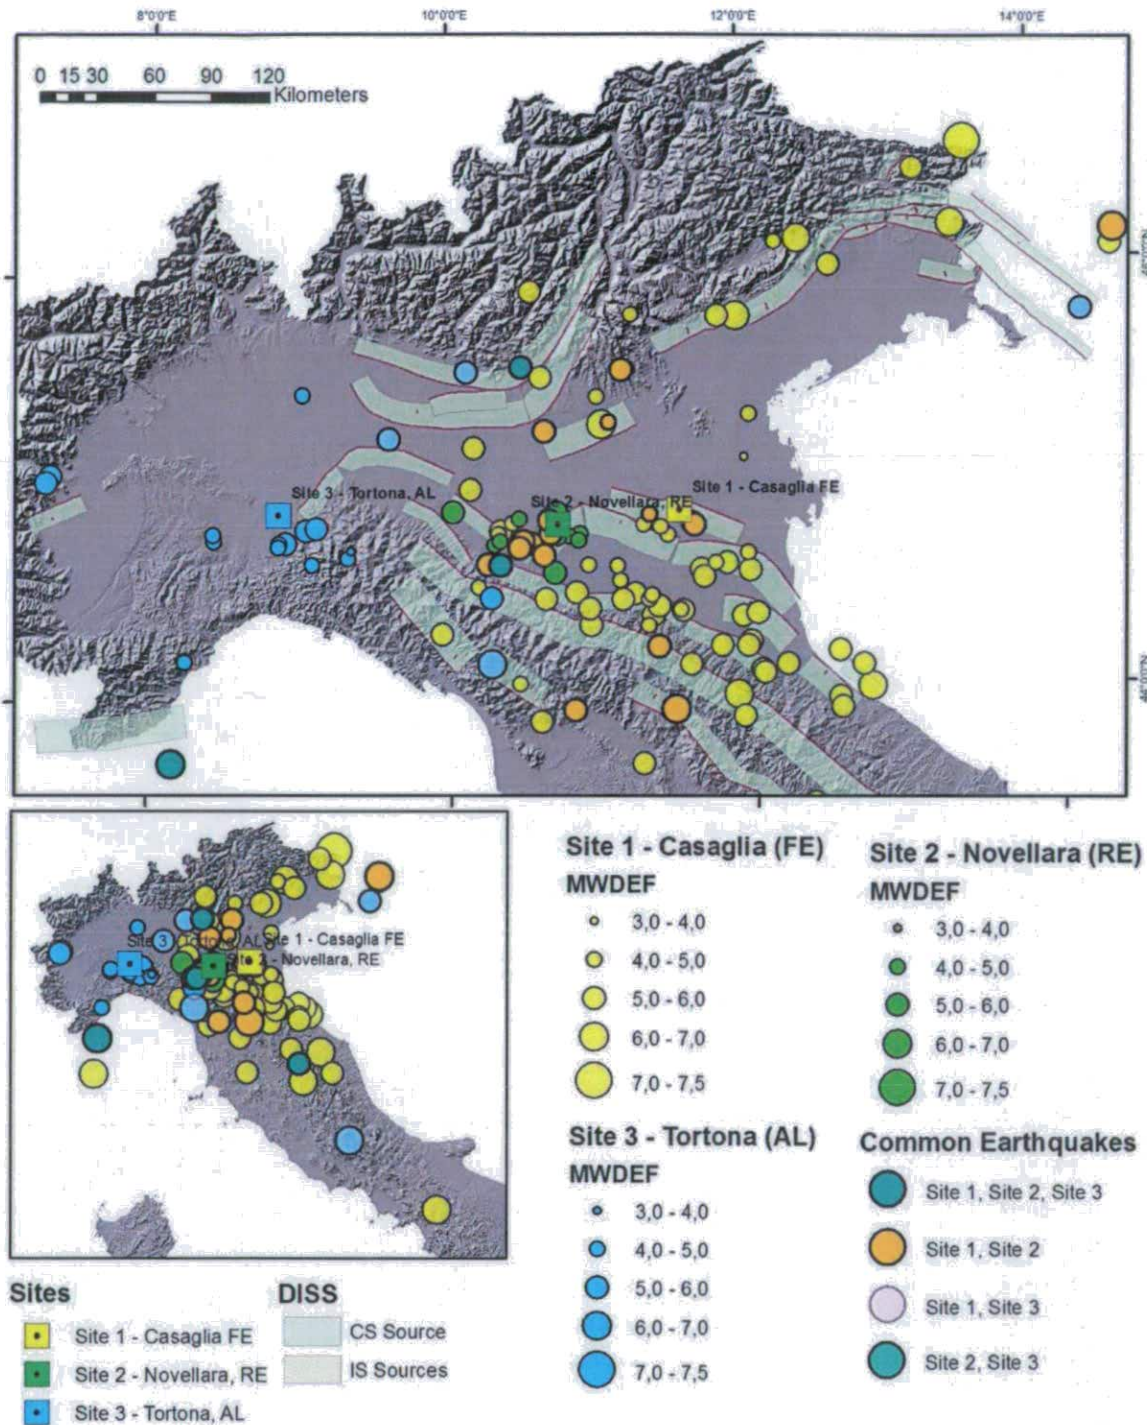 8°0'0"E 10°0'0"E 12°0'0"E 14°0'0"E
0 15 30 60 90 120
Kilometers
Site 3 - Tortona, AL
Site 2 - Novellara, RE
Site 1 - Casaglia FE
Site 1 - Casaglia FE
Site 2 - Novellara, RE
Site 1 - Casaglia (FE)
MWDEF
3,0 - 4,0
4,0 - 5,0
5,0 - 6,0
6,0 - 7,0
7,0 - 7,5
Site 2 - Novellara (RE)
MWDEF
3,0 - 4,0
4,0 - 5,0
5,0 - 6,0
6,0 - 7,0
7,0 - 7,5
Site 3 - Tortona (AL)
MWDEF
3,0 - 4,0
4,0 - 5,0
5,0 - 6,0
6,0 - 7,0
7,0 - 7,5
Common Earthquakes
Site 1, Site 2, Site 3
Site 1, Site 2
Site 1, Site 3
Site 2, Site 3
Sites
Site 1 - Casaglia FE
Site 2 - Novellara, RE
Site 3 - Tortona, AL
DISS
CS Source
IS Sources